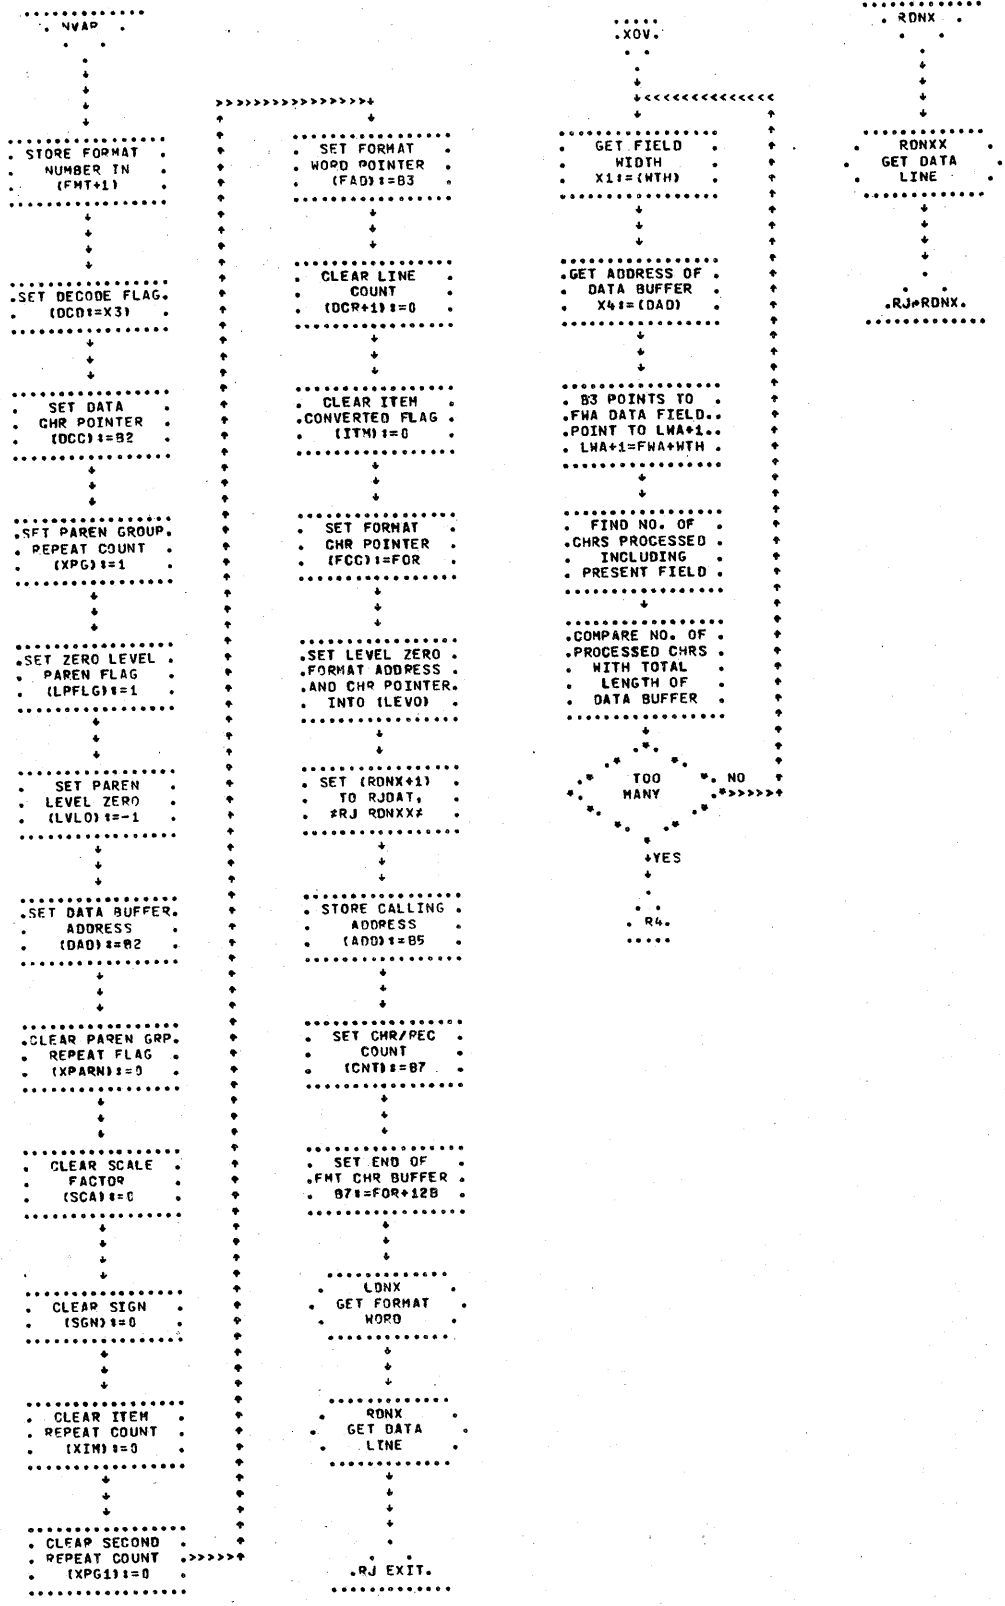 NVAR
STORE FORMAT
NUMBER IN
(FMT+1)
SET DECODE FLAG
(DCD:=X3)
SET DATA
CHR POINTER
(DCC):=B2
SET PAREN GROUP
REPEAT COUNT
(XPG):=1
SET ZERO LEVEL
PAREN FLAG
(LPFLG):=1
SET PAREN
LEVEL ZERO
(LVL0):=-1
SET DATA BUFFER
ADDRESS
(DAD):=B2
CLEAR PAREN GRP
REPEAT FLAG
(XPARN):=0
CLEAR SCALE
FACTOR
(SCA):=0
CLEAR SIGN
(SGN):=0
CLEAR ITEM
REPEAT COUNT
(XIM):=0
CLEAR SECOND
REPEAT COUNT
(XPG1):=0
SET FORMAT
WORD POINTER
(FAD):=B3
CLEAR LINE
COUNT
(DCR+1):=0
CLEAR ITEM
CONVERTED FLAG
(ITM):=0
SET FORMAT
CHR POINTER
(FCC):=FOR
SET LEVEL ZERO
FORMAT ADDRESS
AND CHR POINTER
INTO (LEV0)
SET (RDNX+1)
TO RJDAT,
≠RJ RDNXX≠
STORE CALLING
ADDRESS
(ADD):=B5
SET CHR/REC
COUNT
(CNT):=B7
SET END OF
FMT CHR BUFFER
B7:=FOR+12B
LDNX
GET FORMAT
WORD
RDNX
GET DATA
LINE
RJ EXIT
XOV
GET FIELD
WIDTH
X1:=(WTH)
GET ADDRESS OF
DATA BUFFER
X4:=(DAD)
B3 POINTS TO
FWA DATA FIELD.
POINT TO LWA+1.
LWA+1=FWA+WTH
FIND NO. OF
CHRS PROCESSED
INCLUDING
PRESENT FIELD
COMPARE NO. OF
PROCESSED CHRS
WITH TOTAL
LENGTH OF
DATA BUFFER
TOO
MANY
NO
YES
R4
RDNX
RDNXX
GET DATA
LINE
RJ*RDNX